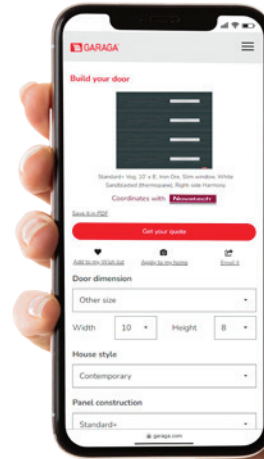 GARAGA
Build your door
Standard+ Vog, 10' x 8', Iron Ore, Slim window, White
Sandblasted (thermopane), Right side Harmony
Coordinates with Novatech
Save it in PDF
Get your quote
Add to my Wish list
Apply to my home
Email it
Door dimension
Other size
Width 10 Height 8
House style
Contemporary
Panel construction
Standard+
garaga.com